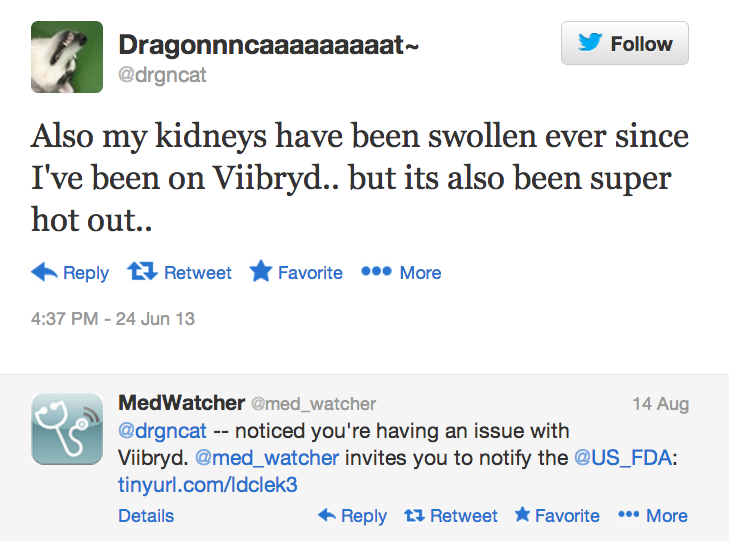 Dragonnncaaaaaaaaaat~
@drgncat
Follow
Also my kidneys have been swollen ever since
I've been on Viibryd.. but its also been super
hot out..
Reply Retweet Favorite More
4:37 PM - 24 Jun 13
MedWatcher @med_watcher 14 Aug
@drgncat -- noticed you're having an issue with
Viibryd. @med_watcher invites you to notify the @US_FDA:
tinyurl.com/ldclek3
Details Reply Retweet Favorite More